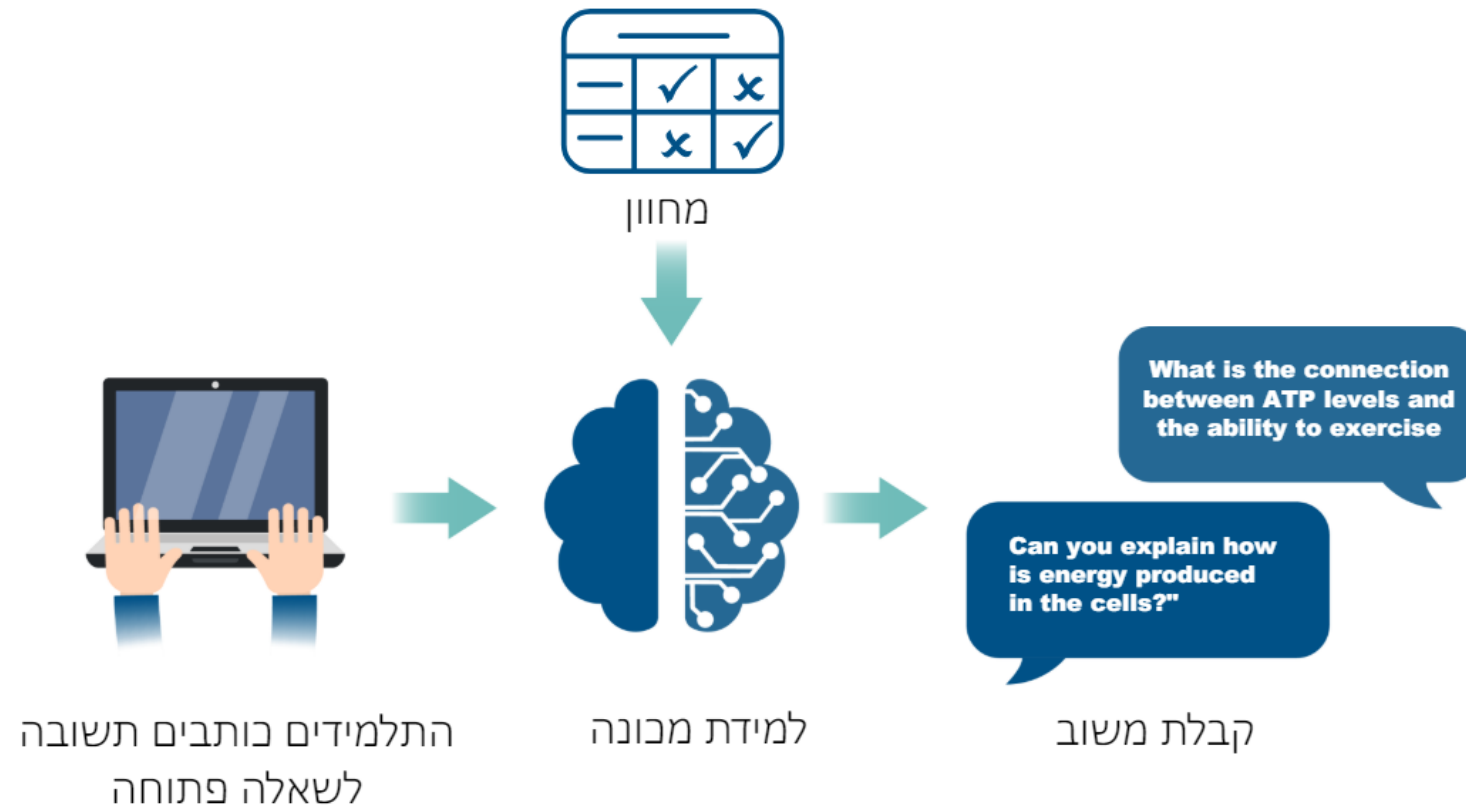 מחוון
What is the connection
between ATP levels and
the ability to exercise
Can you explain how
is energy produced
in the cells?"
התלמידים כותבים תשובה
לשאלה פתוחה
למידת מכונה
קבלת משוב